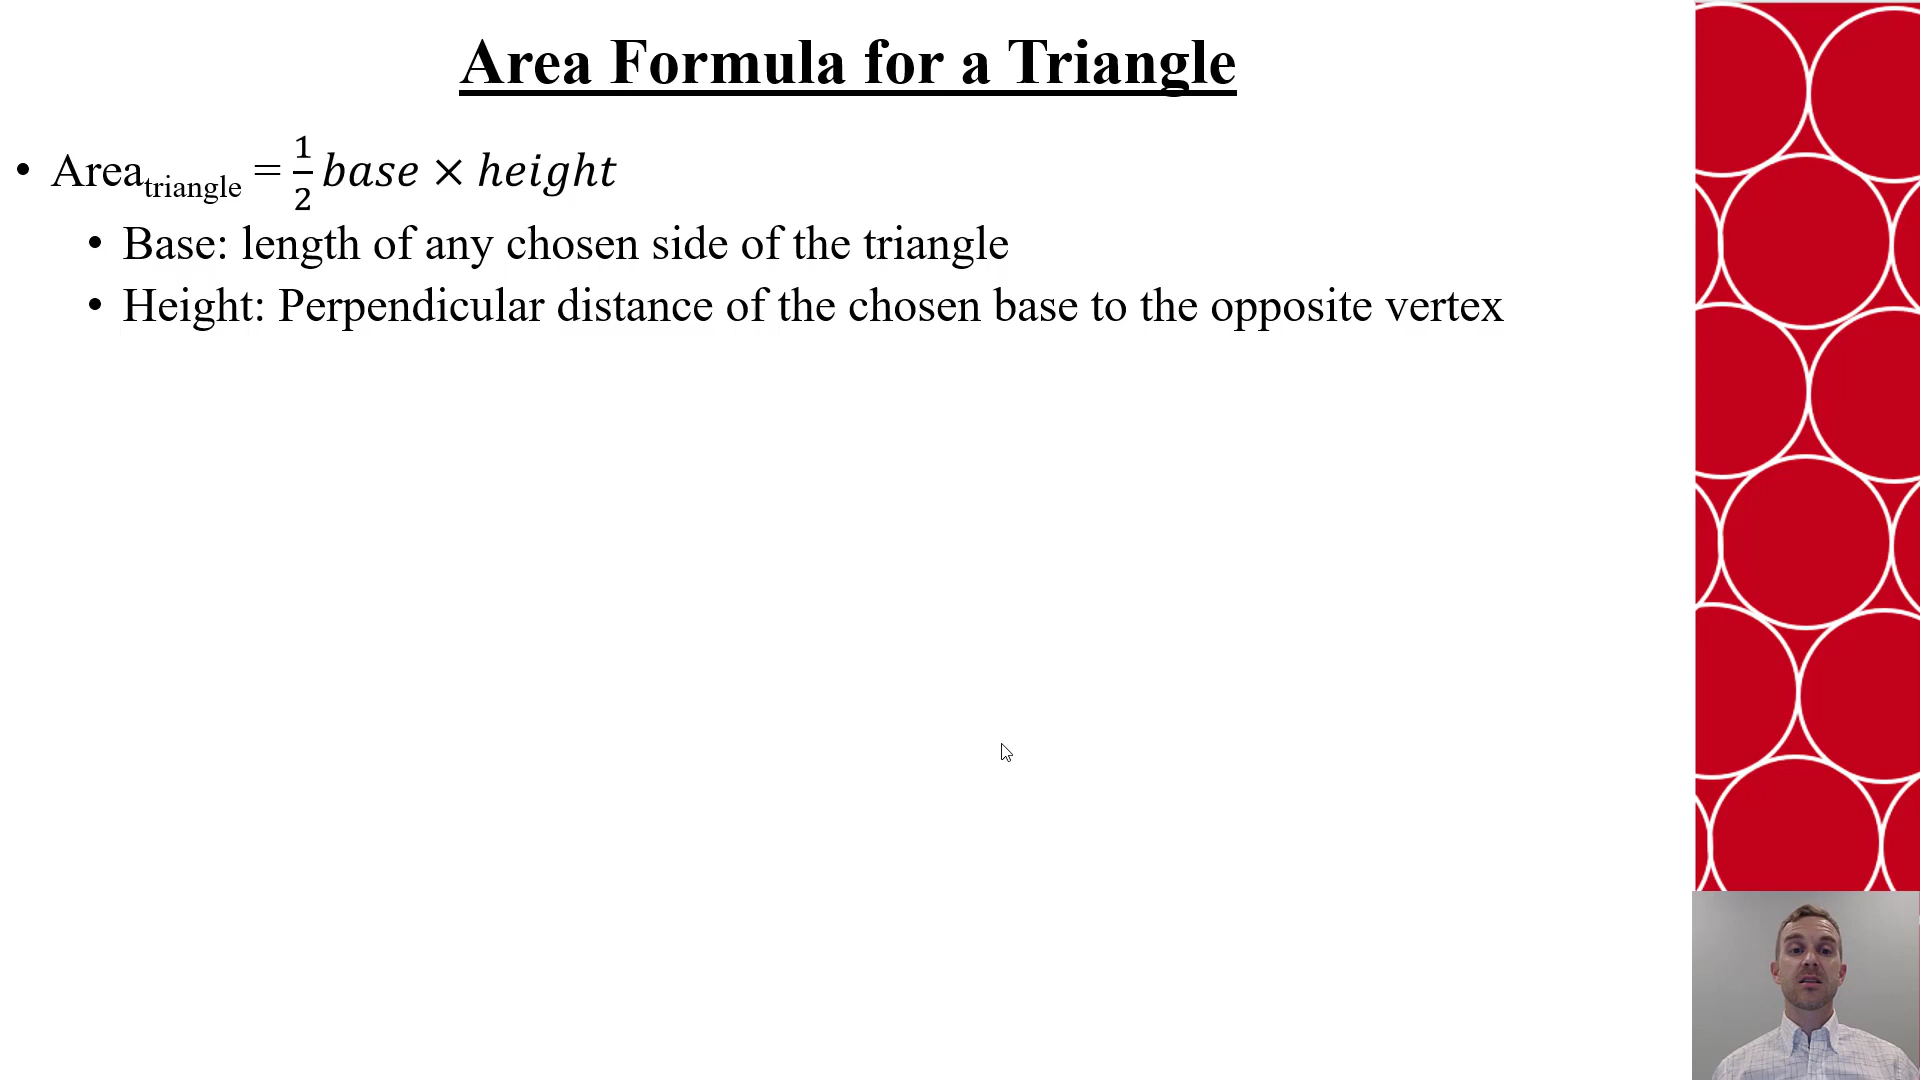 Area Formula for a Triangle
• Area_triangle = 1/2 base × height
• Base: length of any chosen side of the triangle
• Height: Perpendicular distance of the chosen base to the opposite vertex